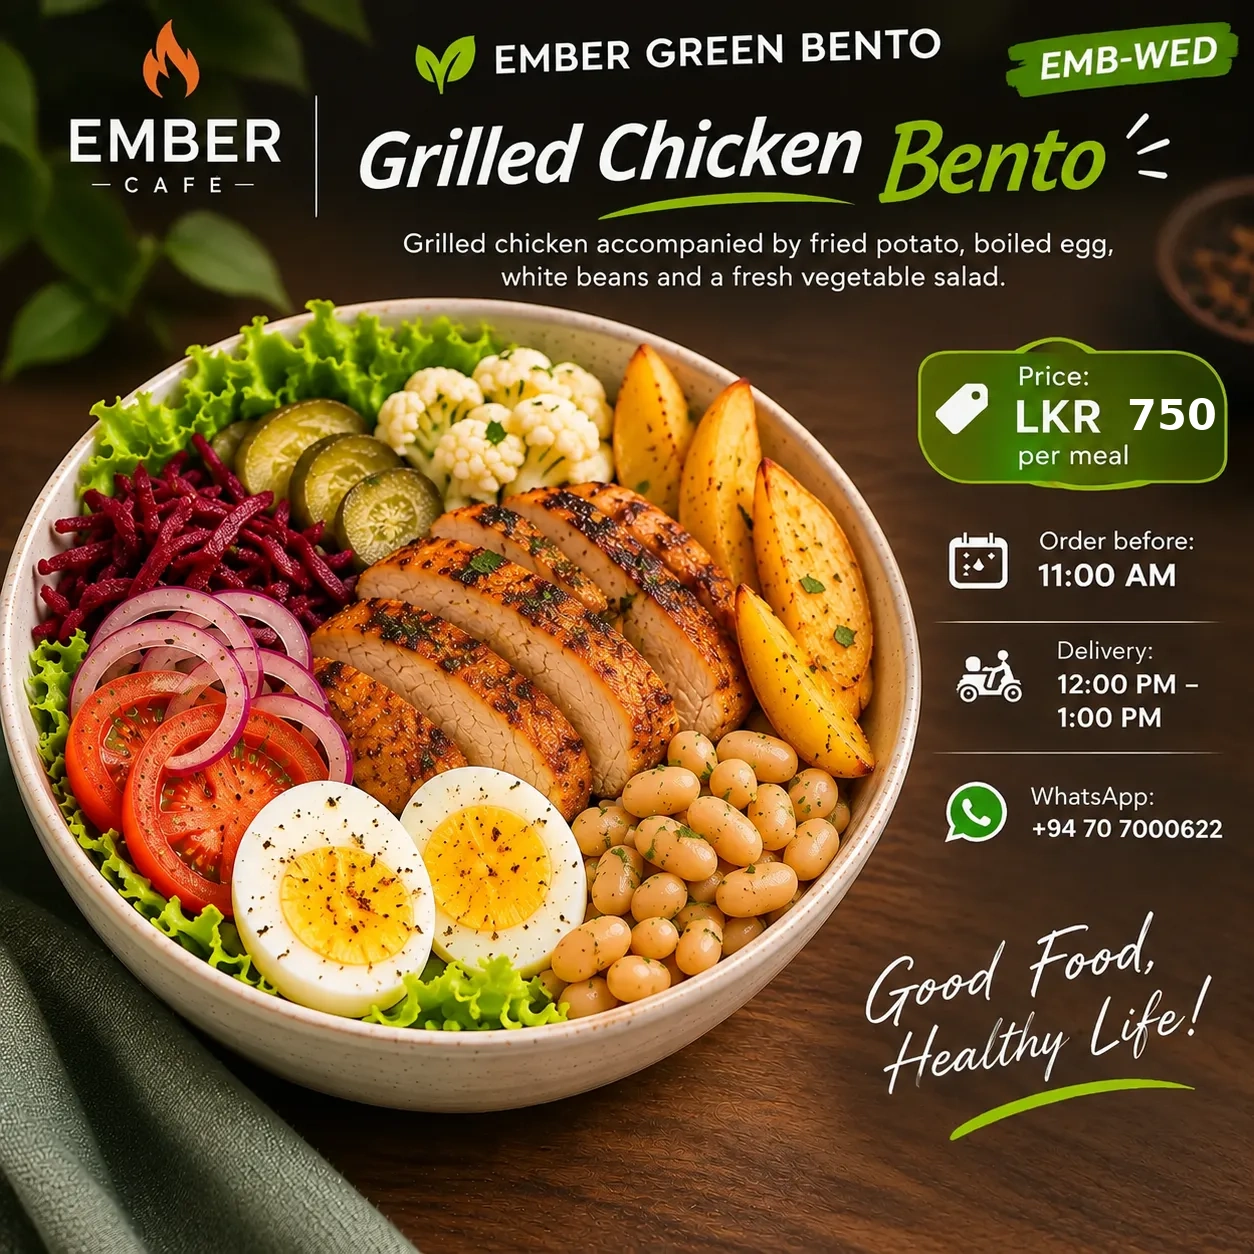 EMBER
CAFE
EMBER GREEN BENTO
EMB-WED
Grilled Chicken Bento
Grilled chicken accompanied by fried potato, boiled egg,
white beans and a fresh vegetable salad.
Price:
LKR 750
per meal
Order before:
11:00 AM
Delivery:
12:00 PM –
1:00 PM
WhatsApp:
+94 70 7000622
Good Food,
Healthy Life!